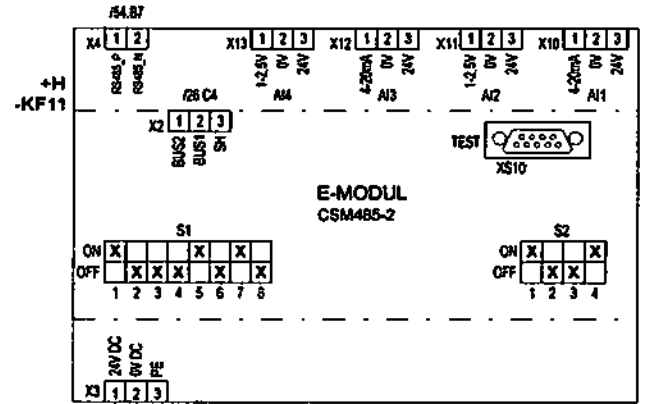 /54.B7
X4 1 2
X13 1 2 3
X12 1 2 3
X11 1 2 3
X10 1 2 3
RS485_P
RS485_N
1-2,5V
0V
24V
4-20mA
0V
24V
1-2,5V
0V
24V
4-20mA
0V
24V
AI4
AI3
AI2
AI1
+H
-KF11
/26 C4
X2 1 2 3
BUS2
BUS1
SH
TEST
XS10
E-MODUL
CSM485-2
S1
ON X X X
OFF X X X X X
1 2 3 4 5 6 7 8
S2
ON X X
OFF X X
1 2 3 4
24V DC
0V DC
PE
X3 1 2 3